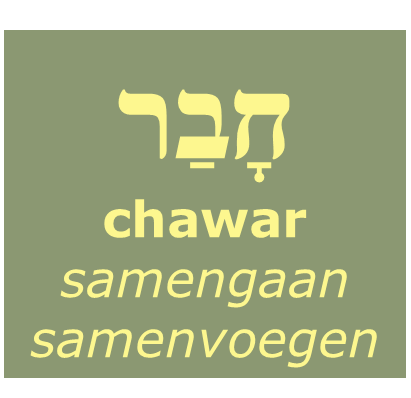 חָבַר
chawar
samengaan
samenvoegen